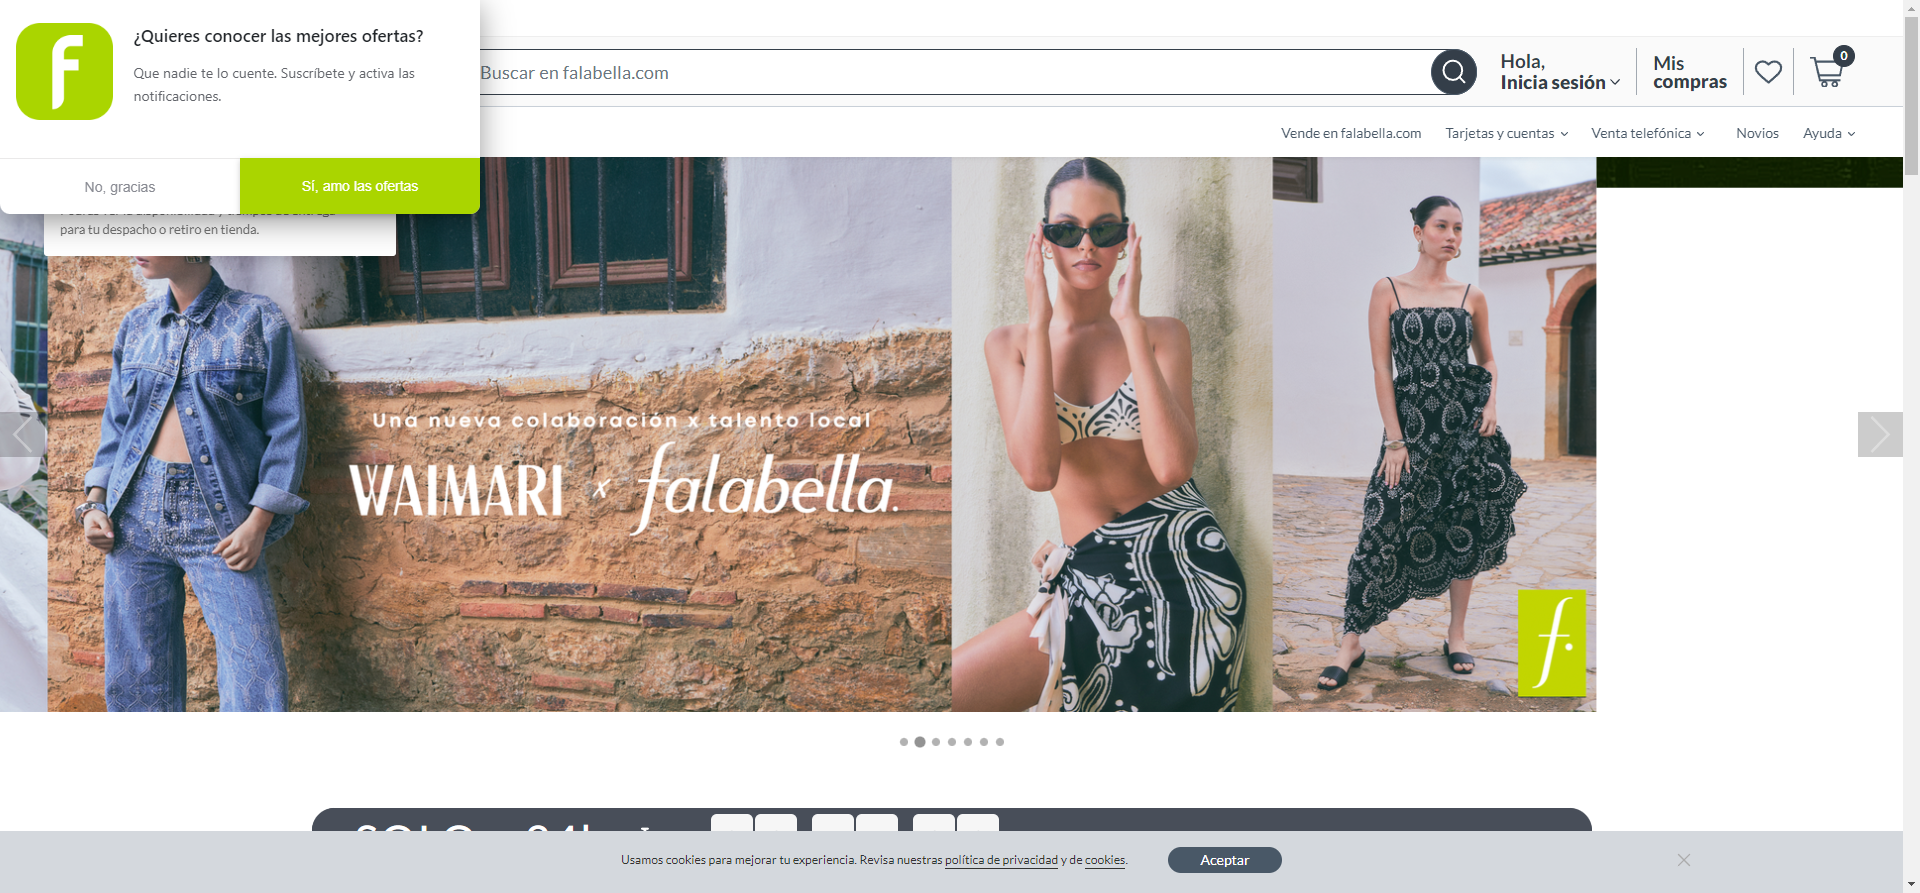 ¿Quieres conocer las mejores ofertas?
Que nadie te lo cuente. Suscríbete y activa las
notificaciones.
No, gracias
Sí, amo las ofertas
Buscar en falabella.com
Hola,
Inicia sesión
Mis
compras
0
Vende en falabella.com
Tarjetas y cuentas
Venta telefónica
Novios
Ayuda
para tu despacho o retiro en tienda.
Una nueva colaboración x talento local
WAIMARI x falabella.
f.
Usamos cookies para mejorar tu experiencia. Revisa nuestras política de privacidad y de cookies.
Aceptar